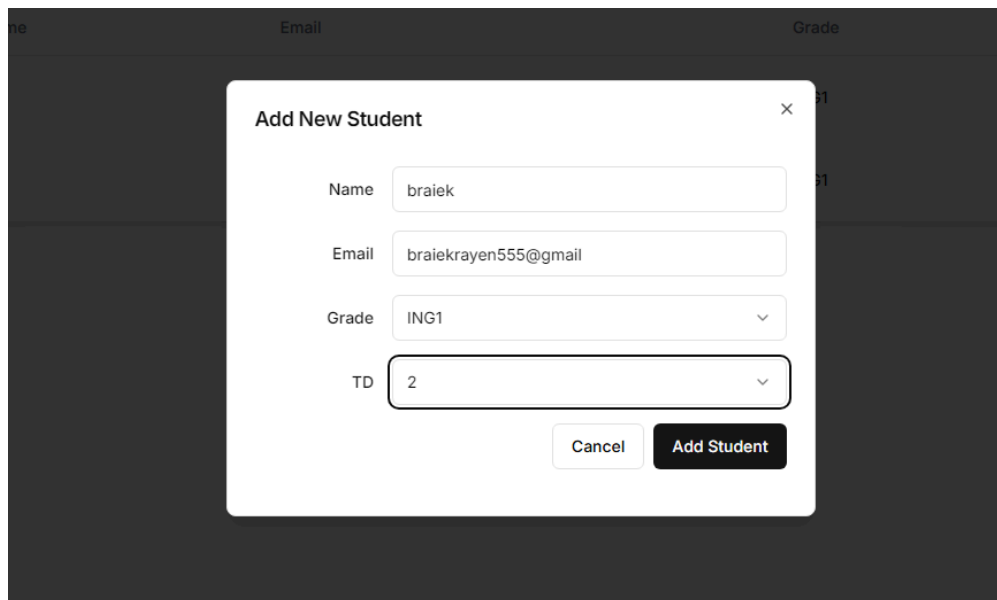 Email Grade
Add New Student
Name braiek
Email braiekrayen555@gmail
Grade ING1
TD 2
Cancel Add Student